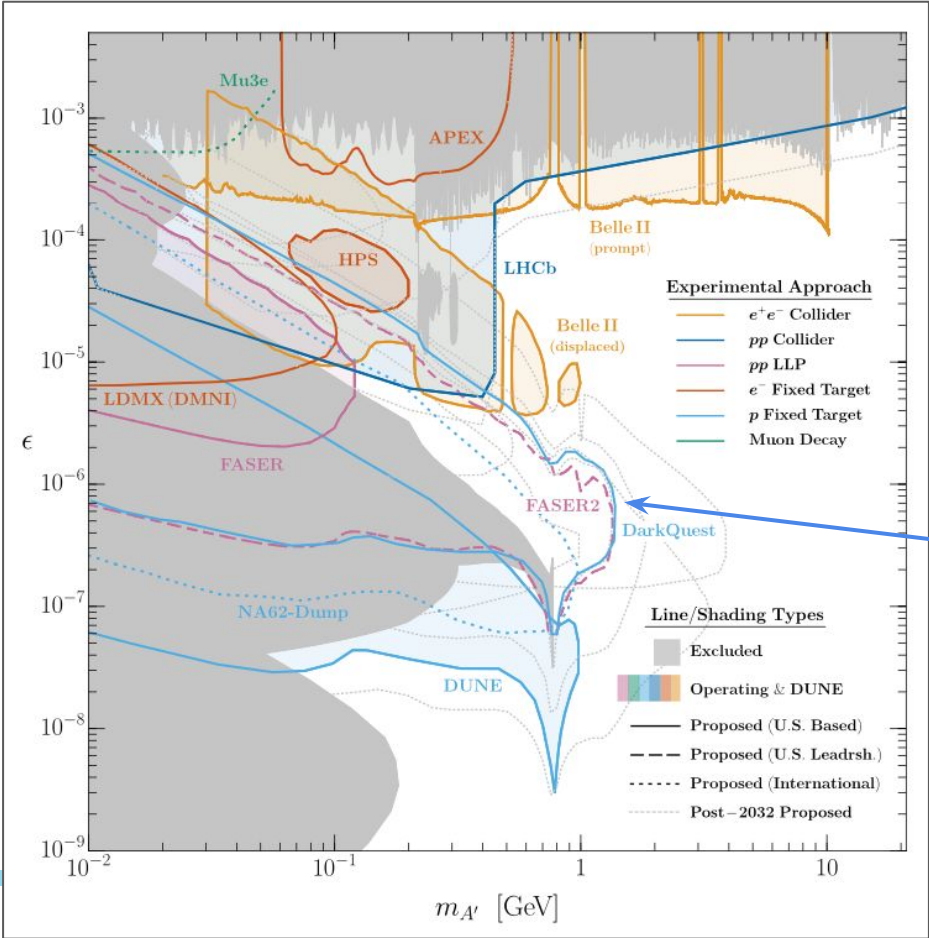 Mu3e
APEX
Belle II
(prompt)
HPS
LHCb
Belle II
(displaced)
LDMX (DMNI)
FASER
FASER2
DarkQuest
NA62-Dump
DUNE
Experimental Approach
e⁺e⁻ Collider
pp Collider
pp LLP
e⁻ Fixed Target
p Fixed Target
Muon Decay
Line/Shading Types
Excluded
Operating & DUNE
Proposed (U.S. Based)
Proposed (U.S. Leadrsh.)
Proposed (International)
Post−2032 Proposed
10⁻³
10⁻⁴
10⁻⁵
10⁻⁶
10⁻⁷
10⁻⁸
10⁻⁹
ϵ
10⁻² 10⁻¹ 1 10
m_A′ [GeV]